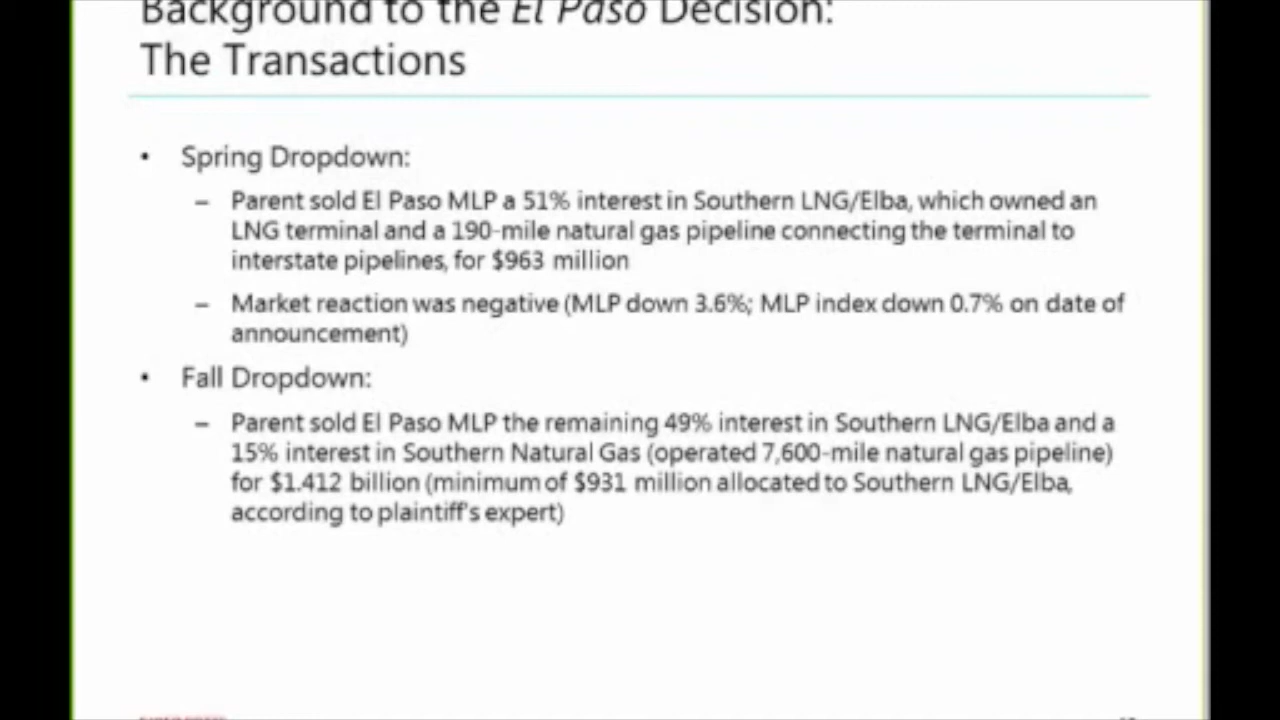 Background to the El Paso Decision:
The Transactions
• Spring Dropdown:
– Parent sold El Paso MLP a 51% interest in Southern LNG/Elba, which owned an
LNG terminal and a 190-mile natural gas pipeline connecting the terminal to
interstate pipelines, for $963 million
– Market reaction was negative (MLP down 3.6%; MLP index down 0.7% on date of
announcement)
• Fall Dropdown:
– Parent sold El Paso MLP the remaining 49% interest in Southern LNG/Elba and a
15% interest in Southern Natural Gas (operated 7,600-mile natural gas pipeline)
for $1.412 billion (minimum of $931 million allocated to Southern LNG/Elba,
according to plaintiff's expert)